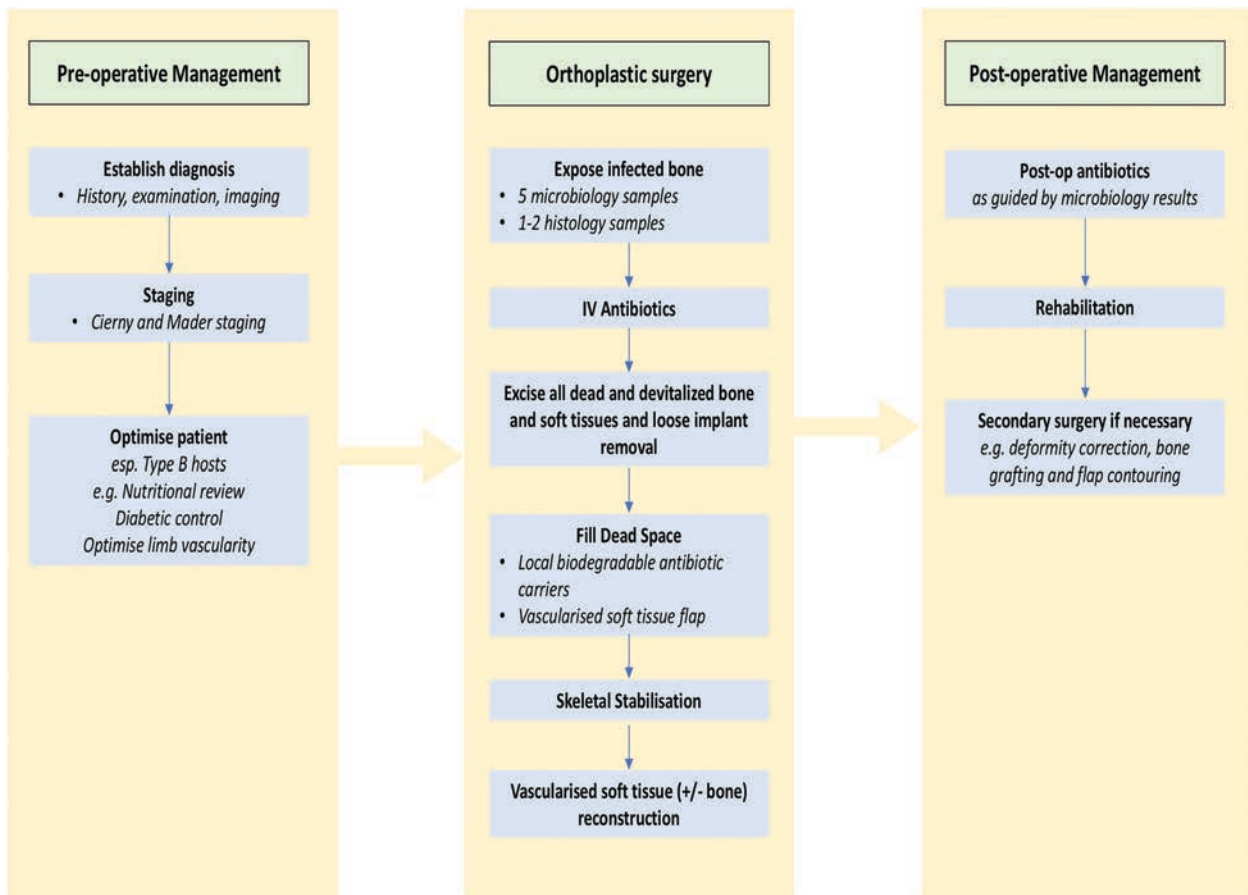 Pre-operative Management
Establish diagnosis
• History, examination, imaging
Staging
• Cierny and Mader staging
Optimise patient
esp. Type B hosts
e.g. Nutritional review
Diabetic control
Optimise limb vascularity
Orthoplastic surgery
Expose infected bone
• 5 microbiology samples
• 1-2 histology samples
IV Antibiotics
Excise all dead and devitalized bone
and soft tissues and loose implant
removal
Fill Dead Space
• Local biodegradable antibiotic
carriers
• Vascularised soft tissue flap
Skeletal Stabilisation
Vascularised soft tissue (+/- bone)
reconstruction
Post-operative Management
Post-op antibiotics
as guided by microbiology results
Rehabilitation
Secondary surgery if necessary
e.g. deformity correction, bone
grafting and flap contouring